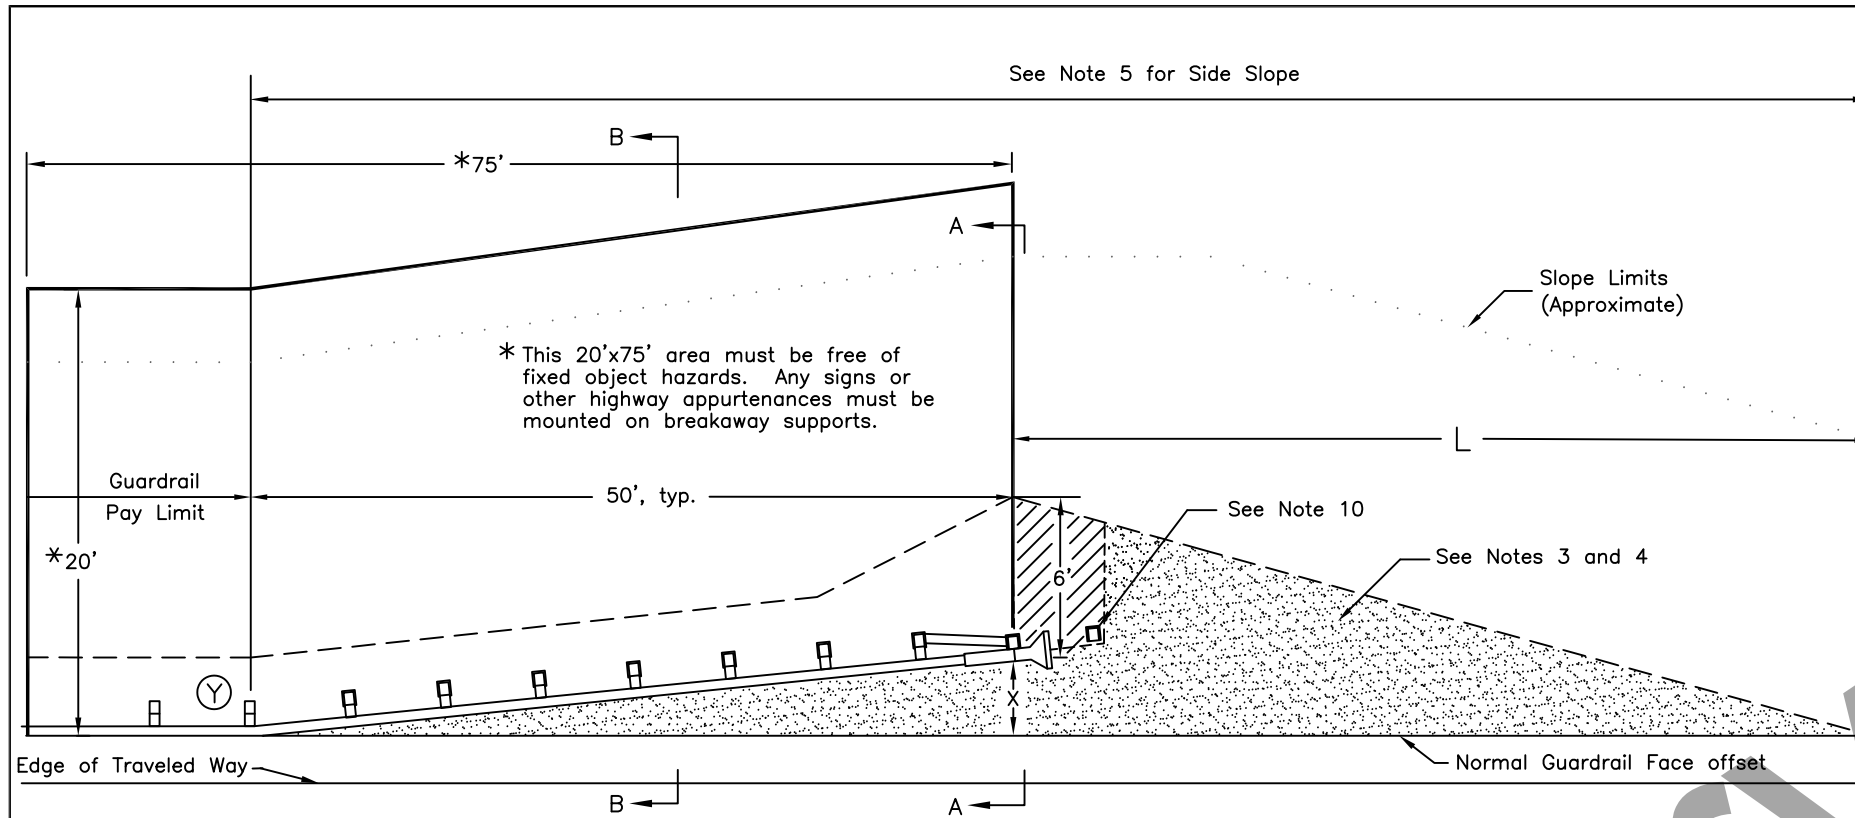 See Note 5 for Side Slope
B
*75'
A
Slope Limits
(Approximate)
* This 20'x75' area must be free of
fixed object hazards. Any signs or
other highway appurtenances must be
mounted on breakaway supports.
L
Guardrail
Pay Limit
50', typ.
See Note 10
*20'
6'
See Notes 3 and 4
Y
X
Edge of Traveled Way
Normal Guardrail Face offset
B
A